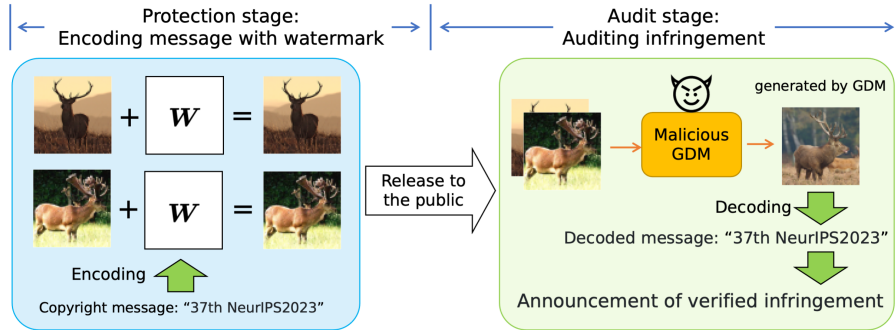 Protection stage:
Encoding message with watermark
Audit stage:
Auditing infringement
+ W =
+ W =
Encoding
Copyright message: “37th NeurIPS2023”
Release to
the public
generated by GDM
Malicious
GDM
Decoding
Decoded message: “37th NeurIPS2023”
Announcement of verified infringement